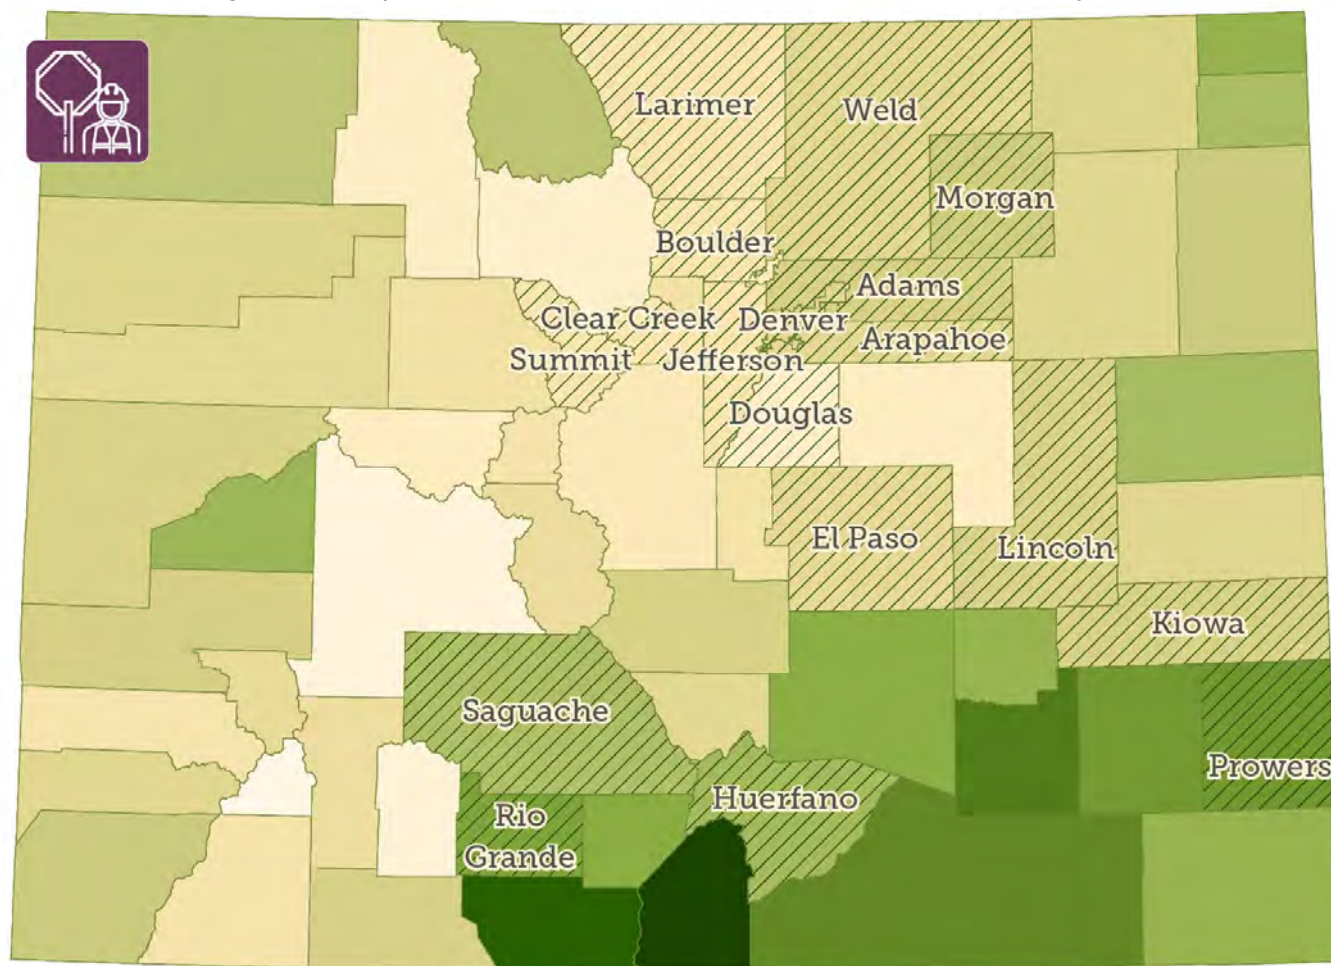 Larimer
Weld
Morgan
Boulder
Adams
Clear Creek
Denver
Arapahoe
Summit
Jefferson
Douglas
El Paso
Lincoln
Kiowa
Saguache
Prowers
Huerfano
Rio
Grande